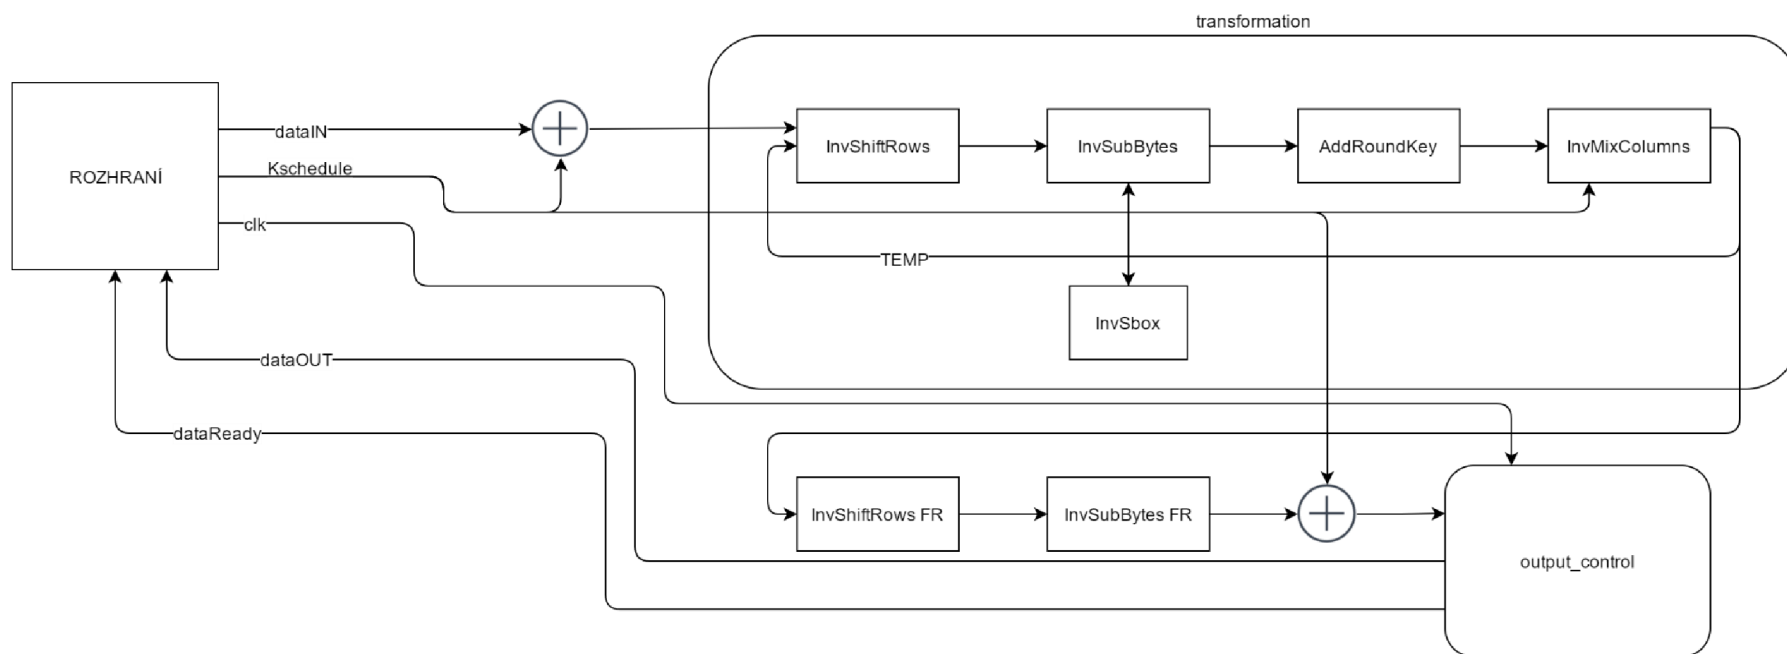 transformation
ROZHRANÍ
dataIN
Kschedule
clk
InvShiftRows
InvSubBytes
AddRoundKey
InvMixColumns
TEMP
InvSbox
dataOUT
dataReady
InvShiftRows FR
InvSubBytes FR
output_control